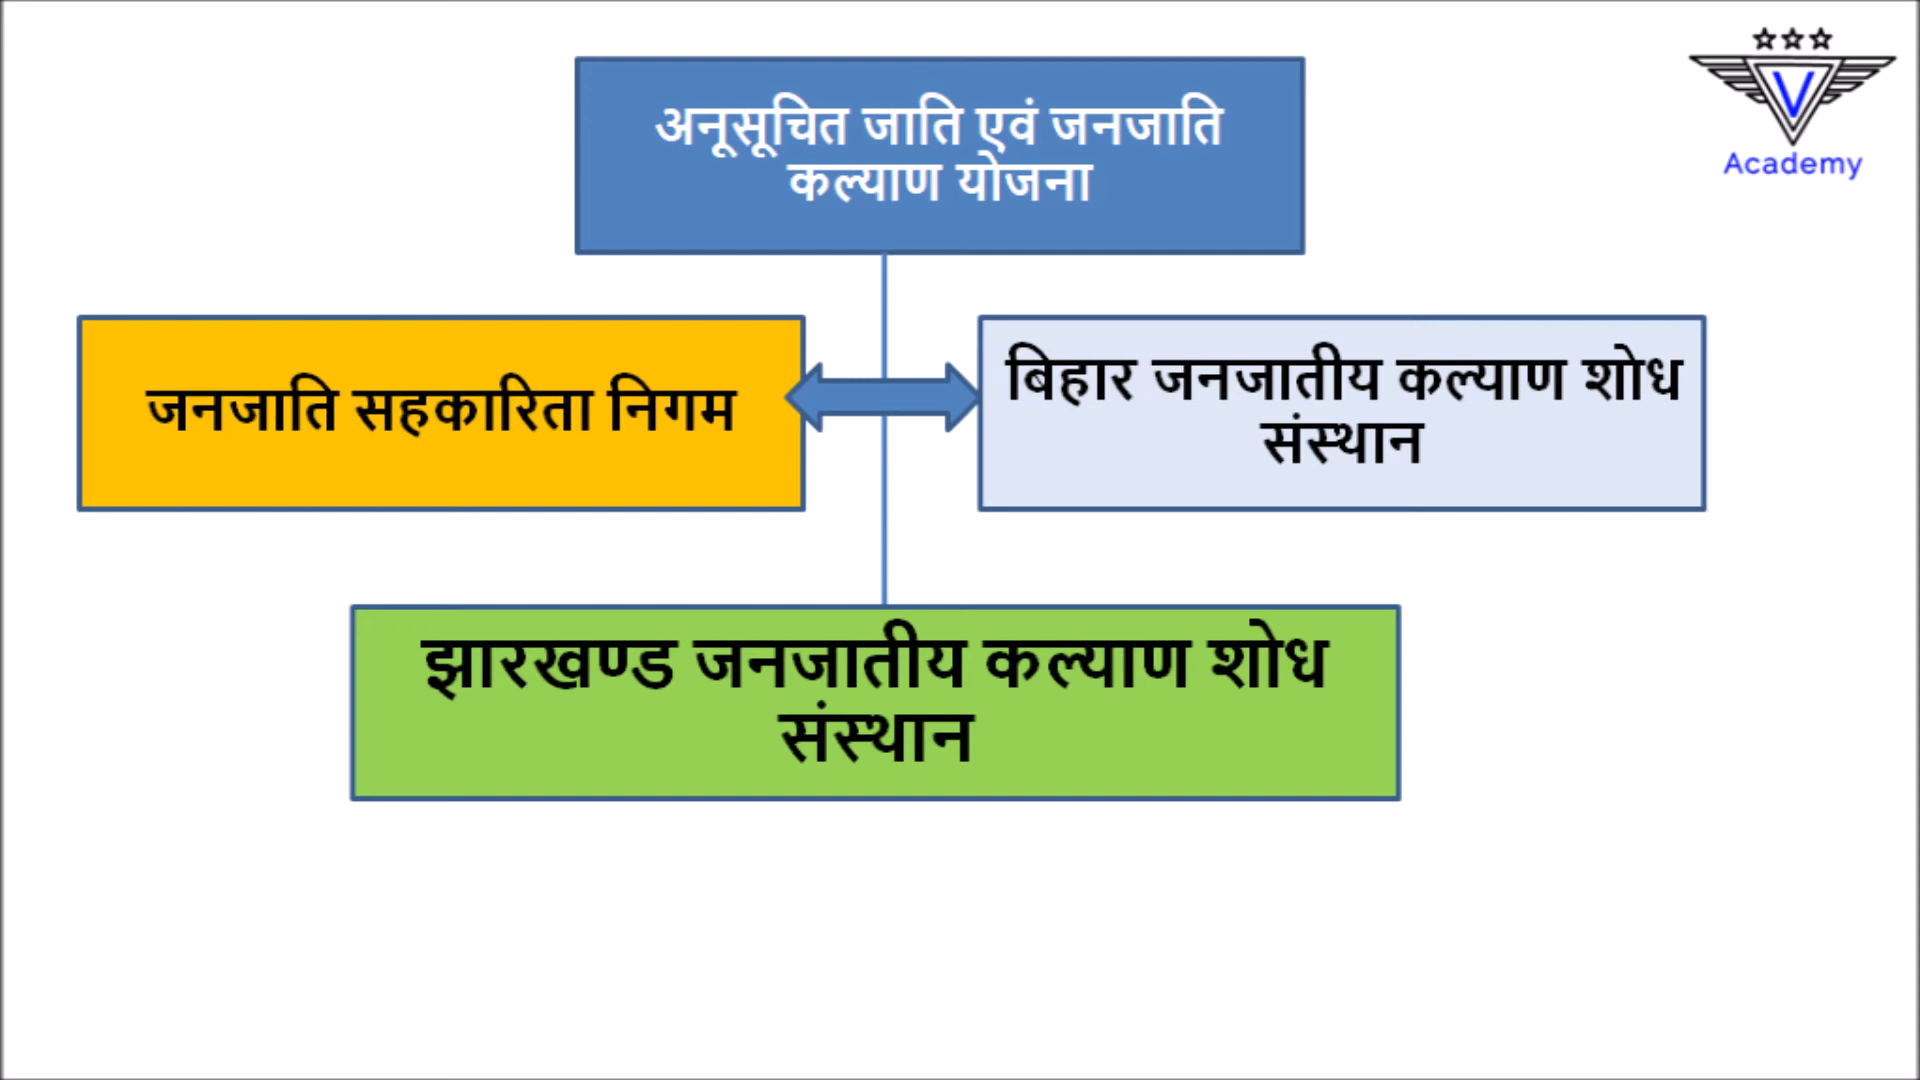 अनूसूचित जाति एवं जनजाति
कल्याण योजना
V
Academy
जनजाति सहकारिता निगम
बिहार जनजातीय कल्याण शोध
संस्थान
झारखण्ड जनजातीय कल्याण शोध
संस्थान